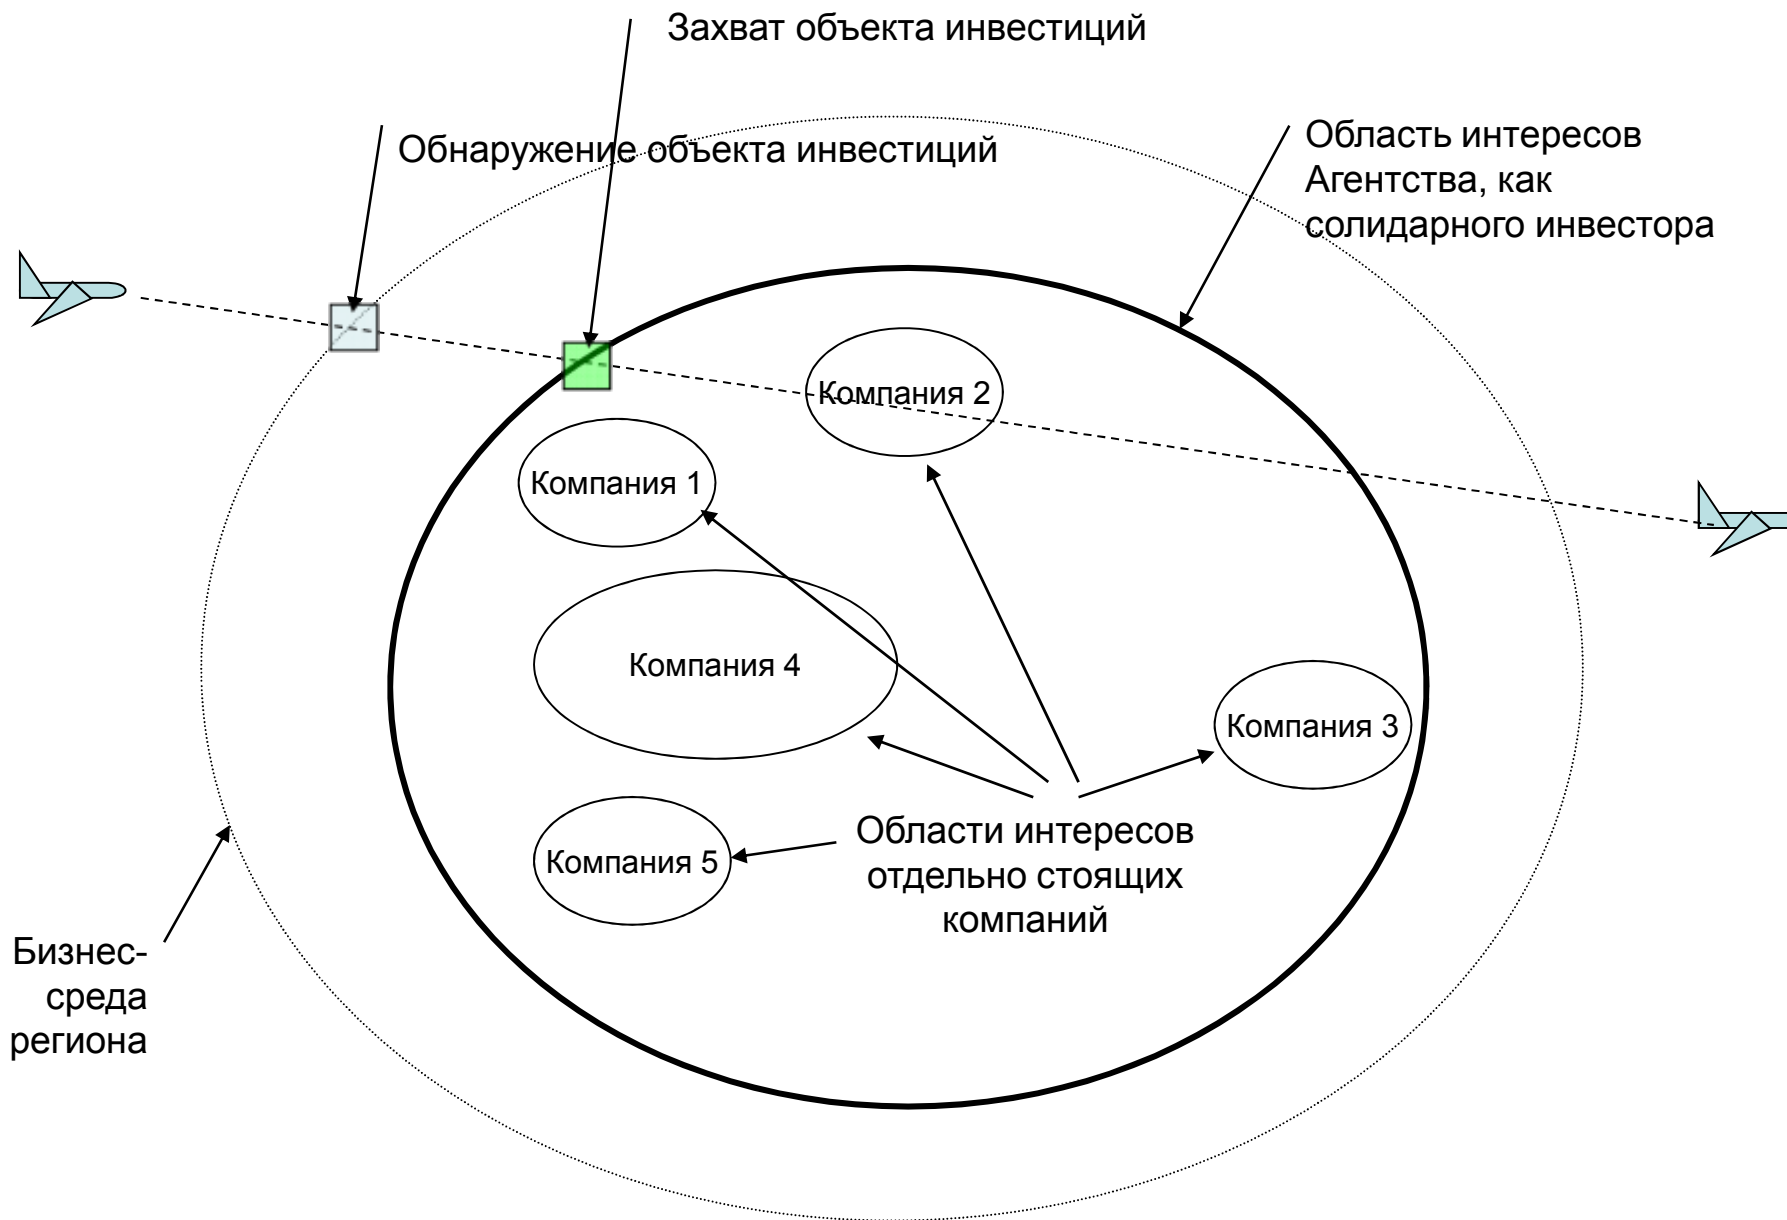 Захват объекта инвестиций
Обнаружение объекта инвестиций
Область интересов
Агентства, как
солидарного инвестора
Компания 2
Компания 1
Компания 4
Компания 3
Компания 5
Области интересов
отдельно стоящих
компаний
Бизнес-
среда
региона